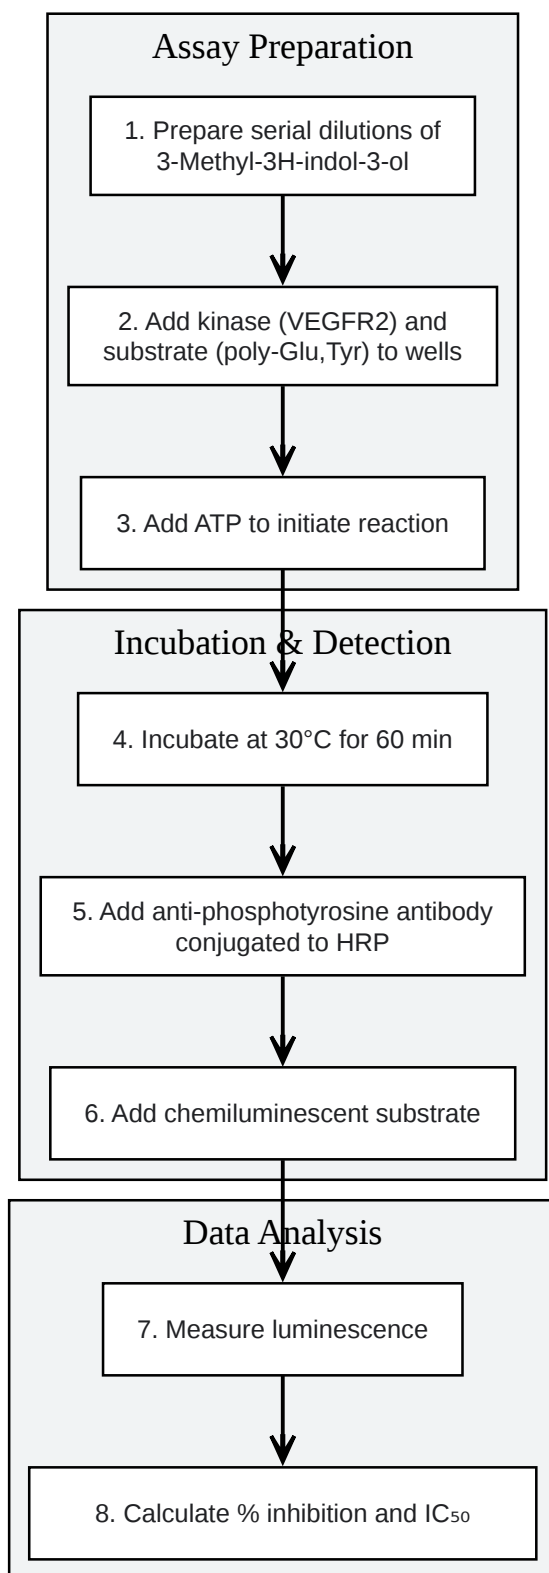 Assay Preparation
1. Prepare serial dilutions of
3-Methyl-3H-indol-3-ol
2. Add kinase (VEGFR2) and
substrate (poly-Glu,Tyr) to wells
3. Add ATP to initiate reaction
Incubation & Detection
4. Incubate at 30°C for 60 min
5. Add anti-phosphotyrosine antibody
conjugated to HRP
6. Add chemiluminescent substrate
Data Analysis
7. Measure luminescence
8. Calculate % inhibition and IC₅₀